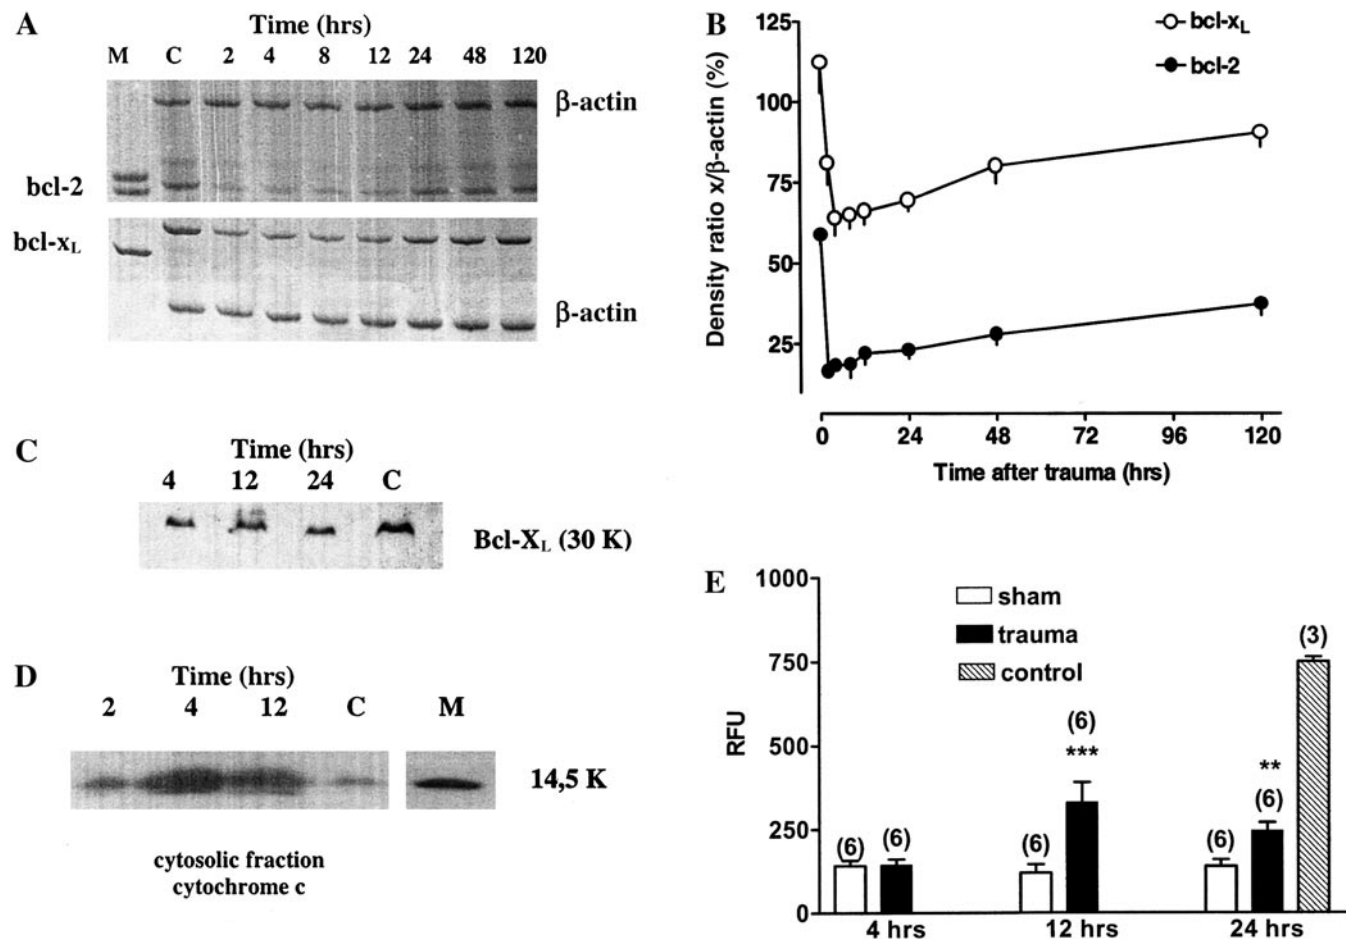 A
Time (hrs)
M C 2 4 8 12 24 48 120
β-actin
bcl-2
bcl-xL
β-actin
B
bcl-xL
bcl-2
Density ratio x/β-actin (%)
125
100
75
50
25
0 24 48 72 96 120
Time after trauma (hrs)
C
Time (hrs)
4 12 24 C
Bcl-XL (30 K)
D
Time (hrs)
2 4 12 C M
14,5 K
cytosolic fraction
cytochrome c
E
sham
trauma
control
RFU
1000
750
500
250
0
(6) (6) (6) (6) *** (6) (6) ** (3)
4 hrs 12 hrs 24 hrs